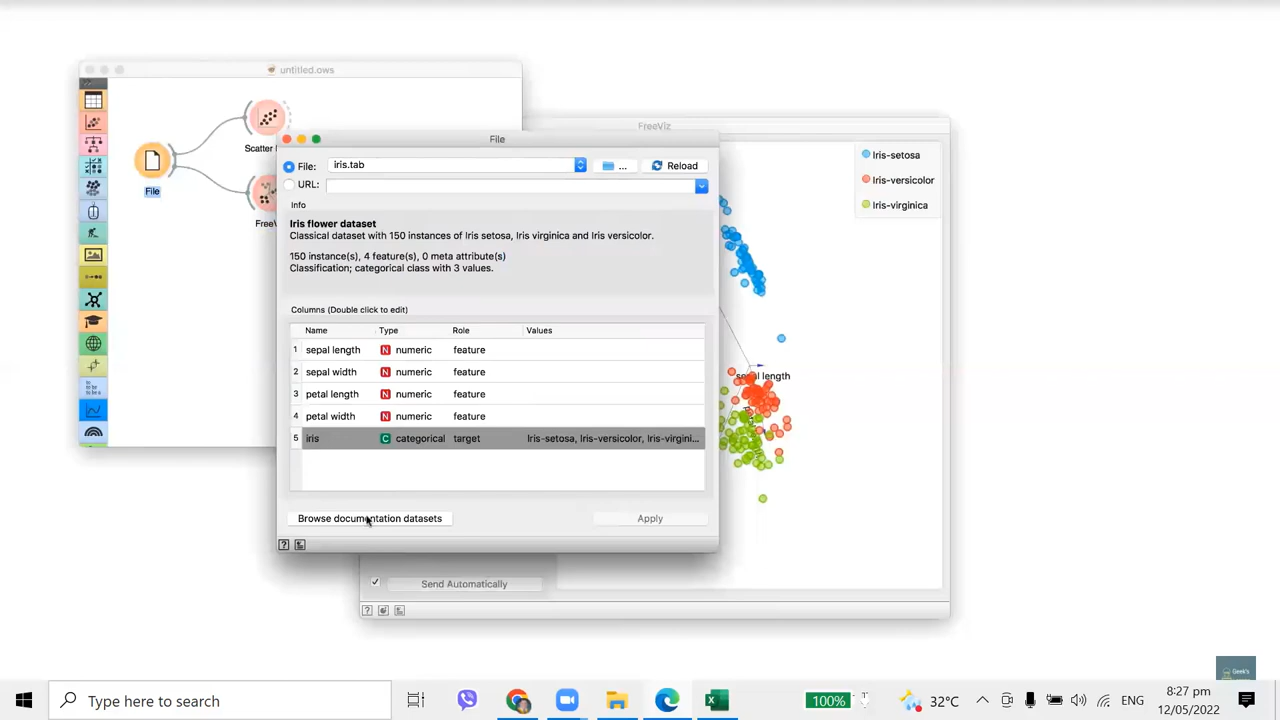 untitled.ows
File
Scatter
FreeV
FreeViz
Iris-setosa
Iris-versicolor
Iris-virginica
sepal length
File
File:
iris.tab
...
Reload
URL:
Info
Iris flower dataset
Classical dataset with 150 instances of Iris setosa, Iris virginica and Iris versicolor.
150 instance(s), 4 feature(s), 0 meta attribute(s)
Classification; categorical class with 3 values.
Columns (Double click to edit)
Name Type Role Values
1 sepal length N numeric feature
2 sepal width N numeric feature
3 petal length N numeric feature
4 petal width N numeric feature
5 iris C categorical target Iris-setosa, Iris-versicolor, Iris-virgini...
Browse documentation datasets
Apply
Send Automatically
Geek's
Type here to search
100%
32°C
ENG
8:27 pm
12/05/2022